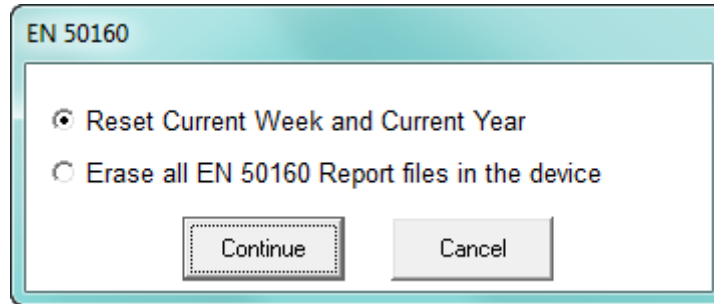 EN 50160
Reset Current Week and Current Year
Erase all EN 50160 Report files in the device
Continue
Cancel